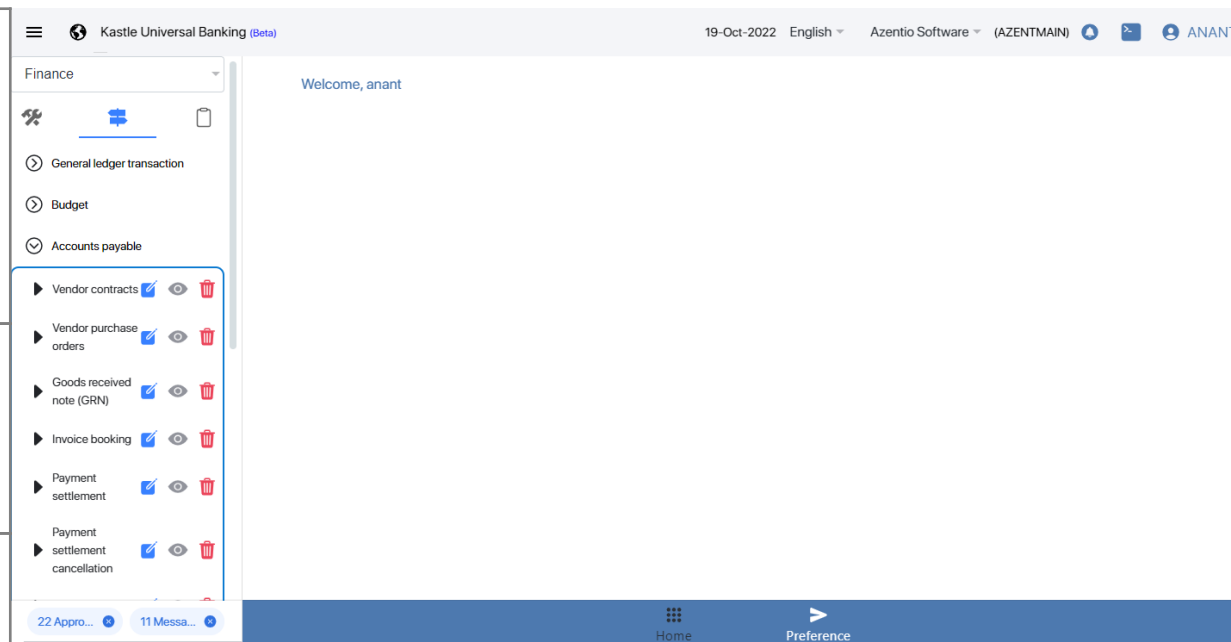 Kastle Universal Banking (Beta)
19-Oct-2022 English Azentio Software (AZENTMAIN) ANANT
Finance
Welcome, anant
General ledger transaction
Budget
Accounts payable
Vendor contracts
Vendor purchase
orders
Goods received
note (GRN)
Invoice booking
Payment
settlement
Payment
settlement
cancellation
22 Appro...
11 Messa...
Home
Preference